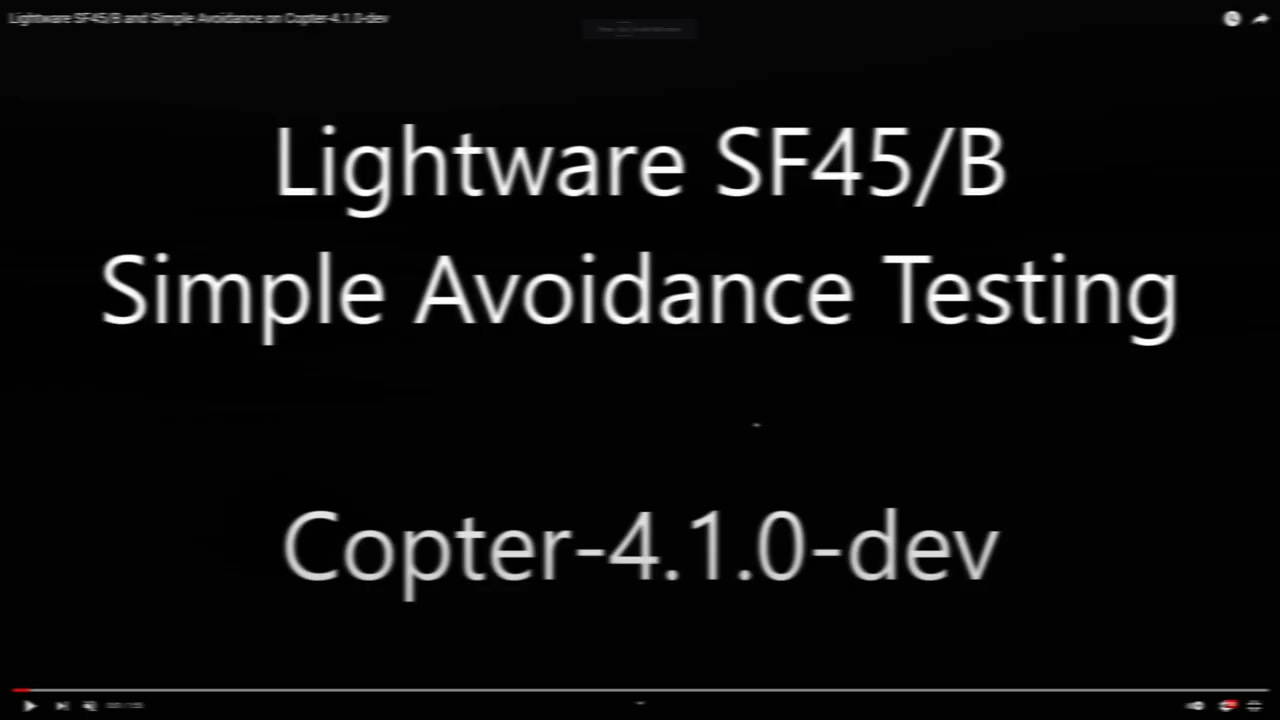 Lightware SF45/B and Simple Avoidance on Copter-4.1.0-dev
Lightware SF45/B
Simple Avoidance Testing
Copter-4.1.0-dev